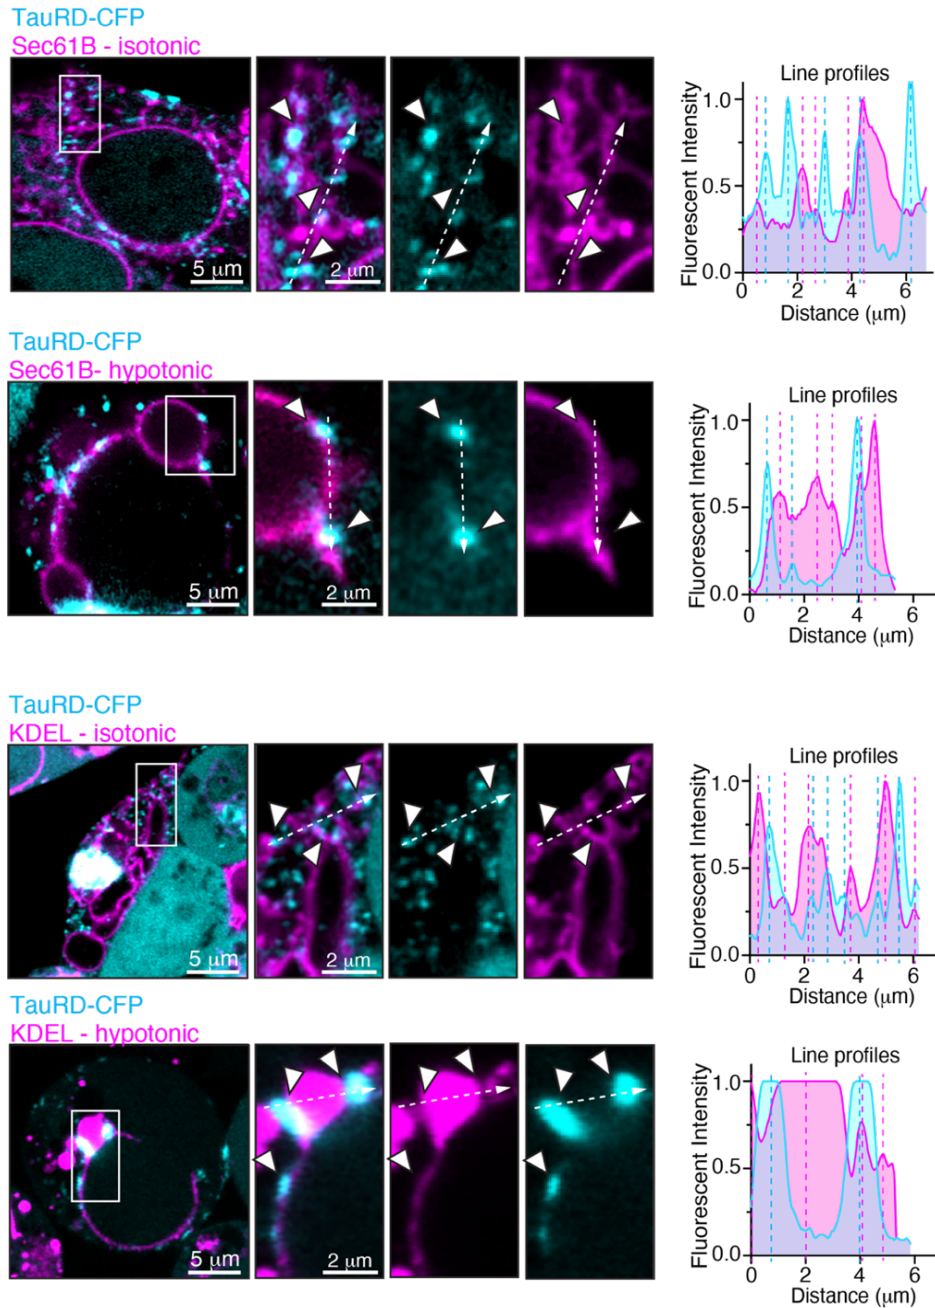 TauRD-CFP
Sec61B - isotonic
5 μm
2 μm
Line profiles
Fluorescent Intensity
1.0
0.5
0.0
0 2 4 6
Distance (μm)
TauRD-CFP
Sec61B- hypotonic
5 μm
2 μm
Line profiles
Fluorescent Intensity
1.0
0.5
0.0
0 2 4 6
Distance (μm)
TauRD-CFP
KDEL - isotonic
5 μm
2 μm
Line profiles
Fluorescent Intensity
1.0
0.5
0.0
0 2 4 6
Distance (μm)
TauRD-CFP
KDEL - hypotonic
5 μm
2 μm
Line profiles
Fluorescent Intensity
1.0
0.5
0.0
0 2 4 6
Distance (μm)